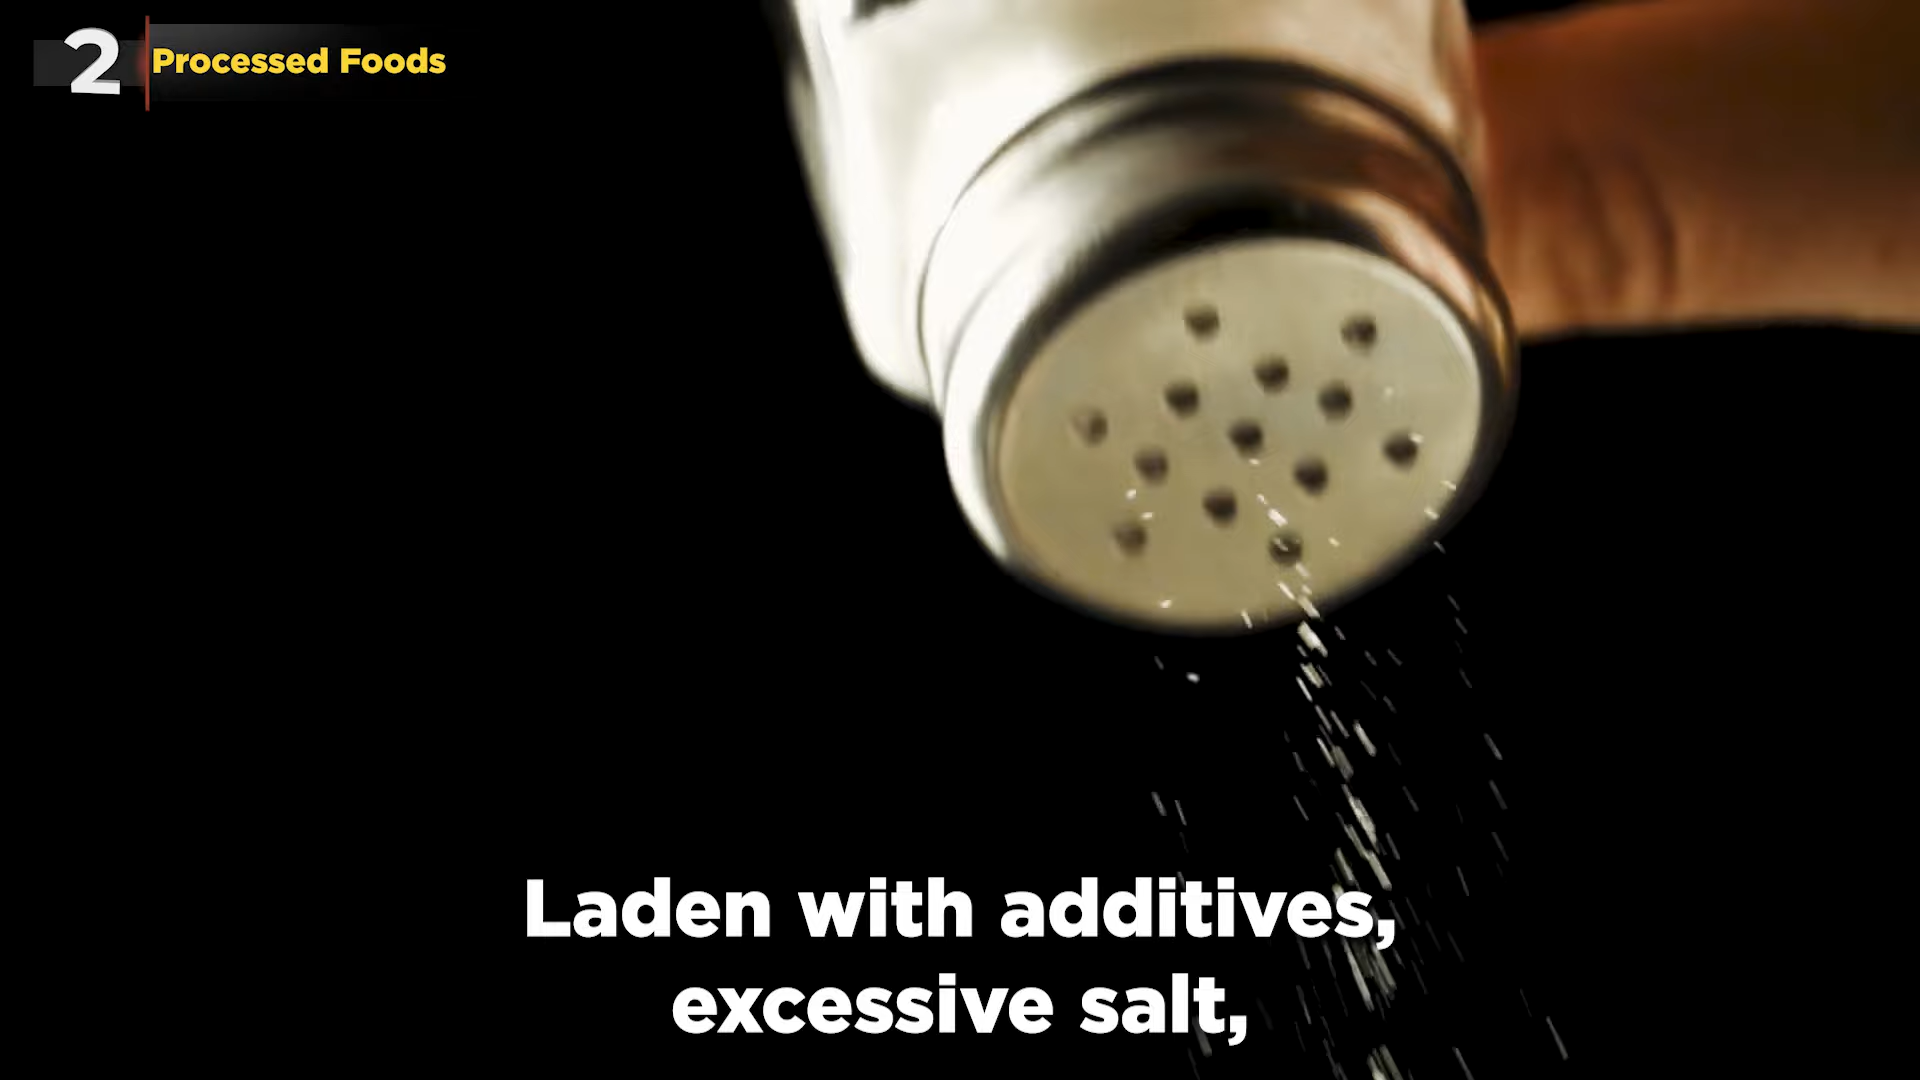 2
Processed Foods
Laden with additives,
excessive salt,